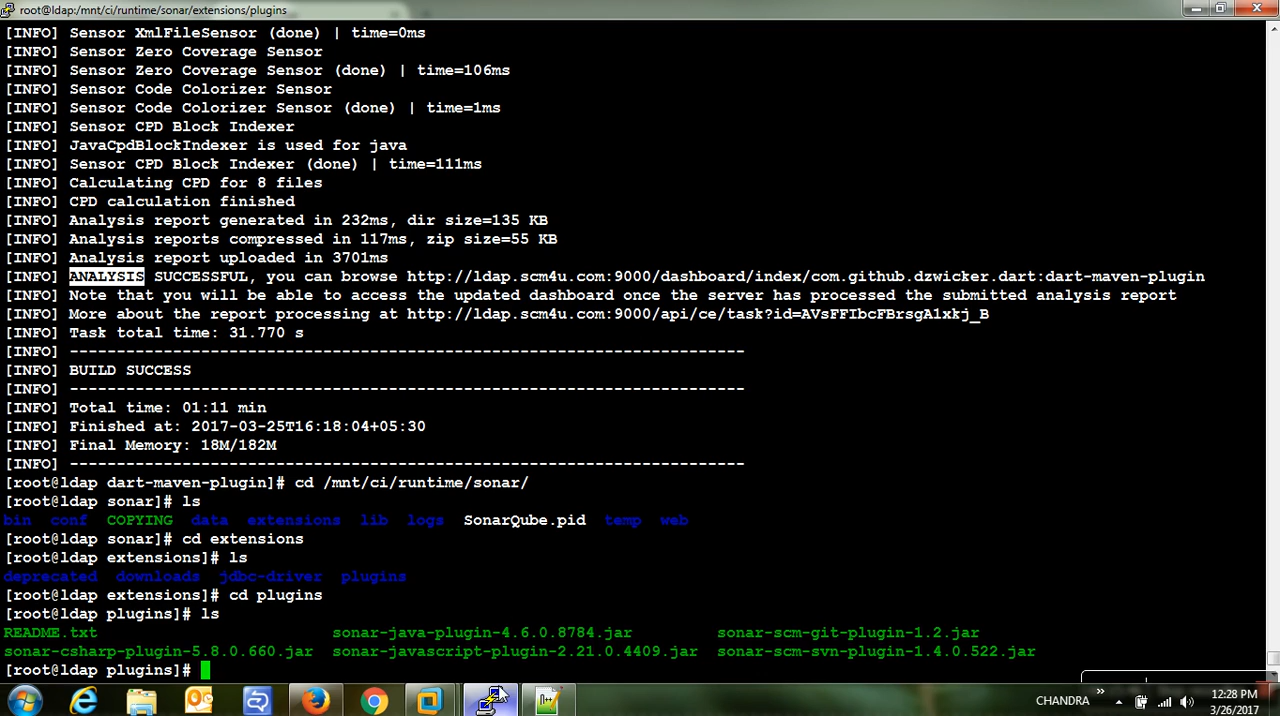 root@ldap:/mnt/ci/runtime/sonar/extensions/plugins
[INFO] Sensor XmlFileSensor (done) | time=0ms
[INFO] Sensor Zero Coverage Sensor
[INFO] Sensor Zero Coverage Sensor (done) | time=106ms
[INFO] Sensor Code Colorizer Sensor
[INFO] Sensor Code Colorizer Sensor (done) | time=1ms
[INFO] Sensor CPD Block Indexer
[INFO] JavaCpdBlockIndexer is used for java
[INFO] Sensor CPD Block Indexer (done) | time=111ms
[INFO] Calculating CPD for 8 files
[INFO] CPD calculation finished
[INFO] Analysis report generated in 232ms, dir size=135 KB
[INFO] Analysis reports compressed in 117ms, zip size=55 KB
[INFO] Analysis report uploaded in 3701ms
[INFO] ANALYSIS SUCCESSFUL, you can browse http://ldap.scm4u.com:9000/dashboard/index/com.github.dzwicker.dart:dart-maven-plugin
[INFO] Note that you will be able to access the updated dashboard once the server has processed the submitted analysis report
[INFO] More about the report processing at http://ldap.scm4u.com:9000/api/ce/task?id=AVsFFIbcFBrsgA1xkj_B
[INFO] Task total time: 31.770 s
[INFO] ------------------------------------------------------------------------
[INFO] BUILD SUCCESS
[INFO] ------------------------------------------------------------------------
[INFO] Total time: 01:11 min
[INFO] Finished at: 2017-03-25T16:18:04+05:30
[INFO] Final Memory: 18M/182M
[INFO] ------------------------------------------------------------------------
[root@ldap dart-maven-plugin]# cd /mnt/ci/runtime/sonar/
[root@ldap sonar]# ls
bin conf COPYING data extensions lib logs SonarQube.pid temp web
[root@ldap sonar]# cd extensions
[root@ldap extensions]# ls
deprecated downloads jdbc-driver plugins
[root@ldap extensions]# cd plugins
[root@ldap plugins]# ls
README.txt sonar-java-plugin-4.6.0.8784.jar sonar-scm-git-plugin-1.2.jar
sonar-csharp-plugin-5.8.0.660.jar sonar-javascript-plugin-2.21.0.4409.jar sonar-scm-svn-plugin-1.4.0.522.jar
[root@ldap plugins]#
CHANDRA
12:28 PM
3/26/2017